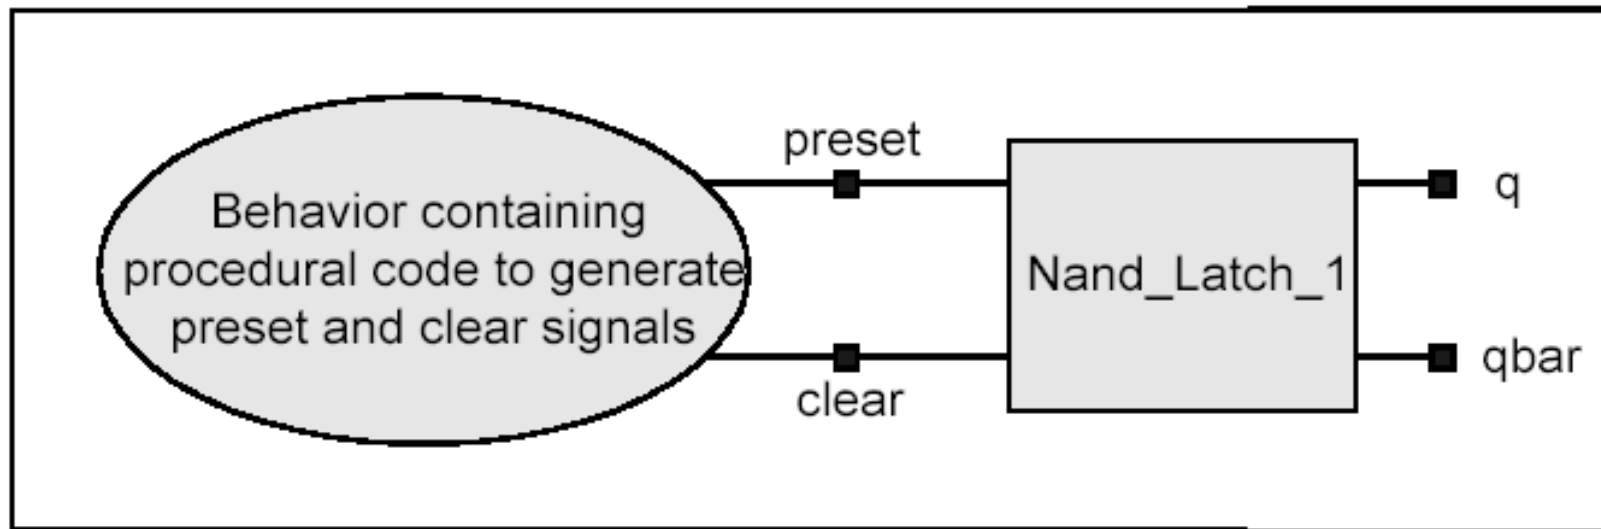 preset
Behavior containing
procedural code to generate
preset and clear signals
clear
Nand_Latch_1
q
qbar